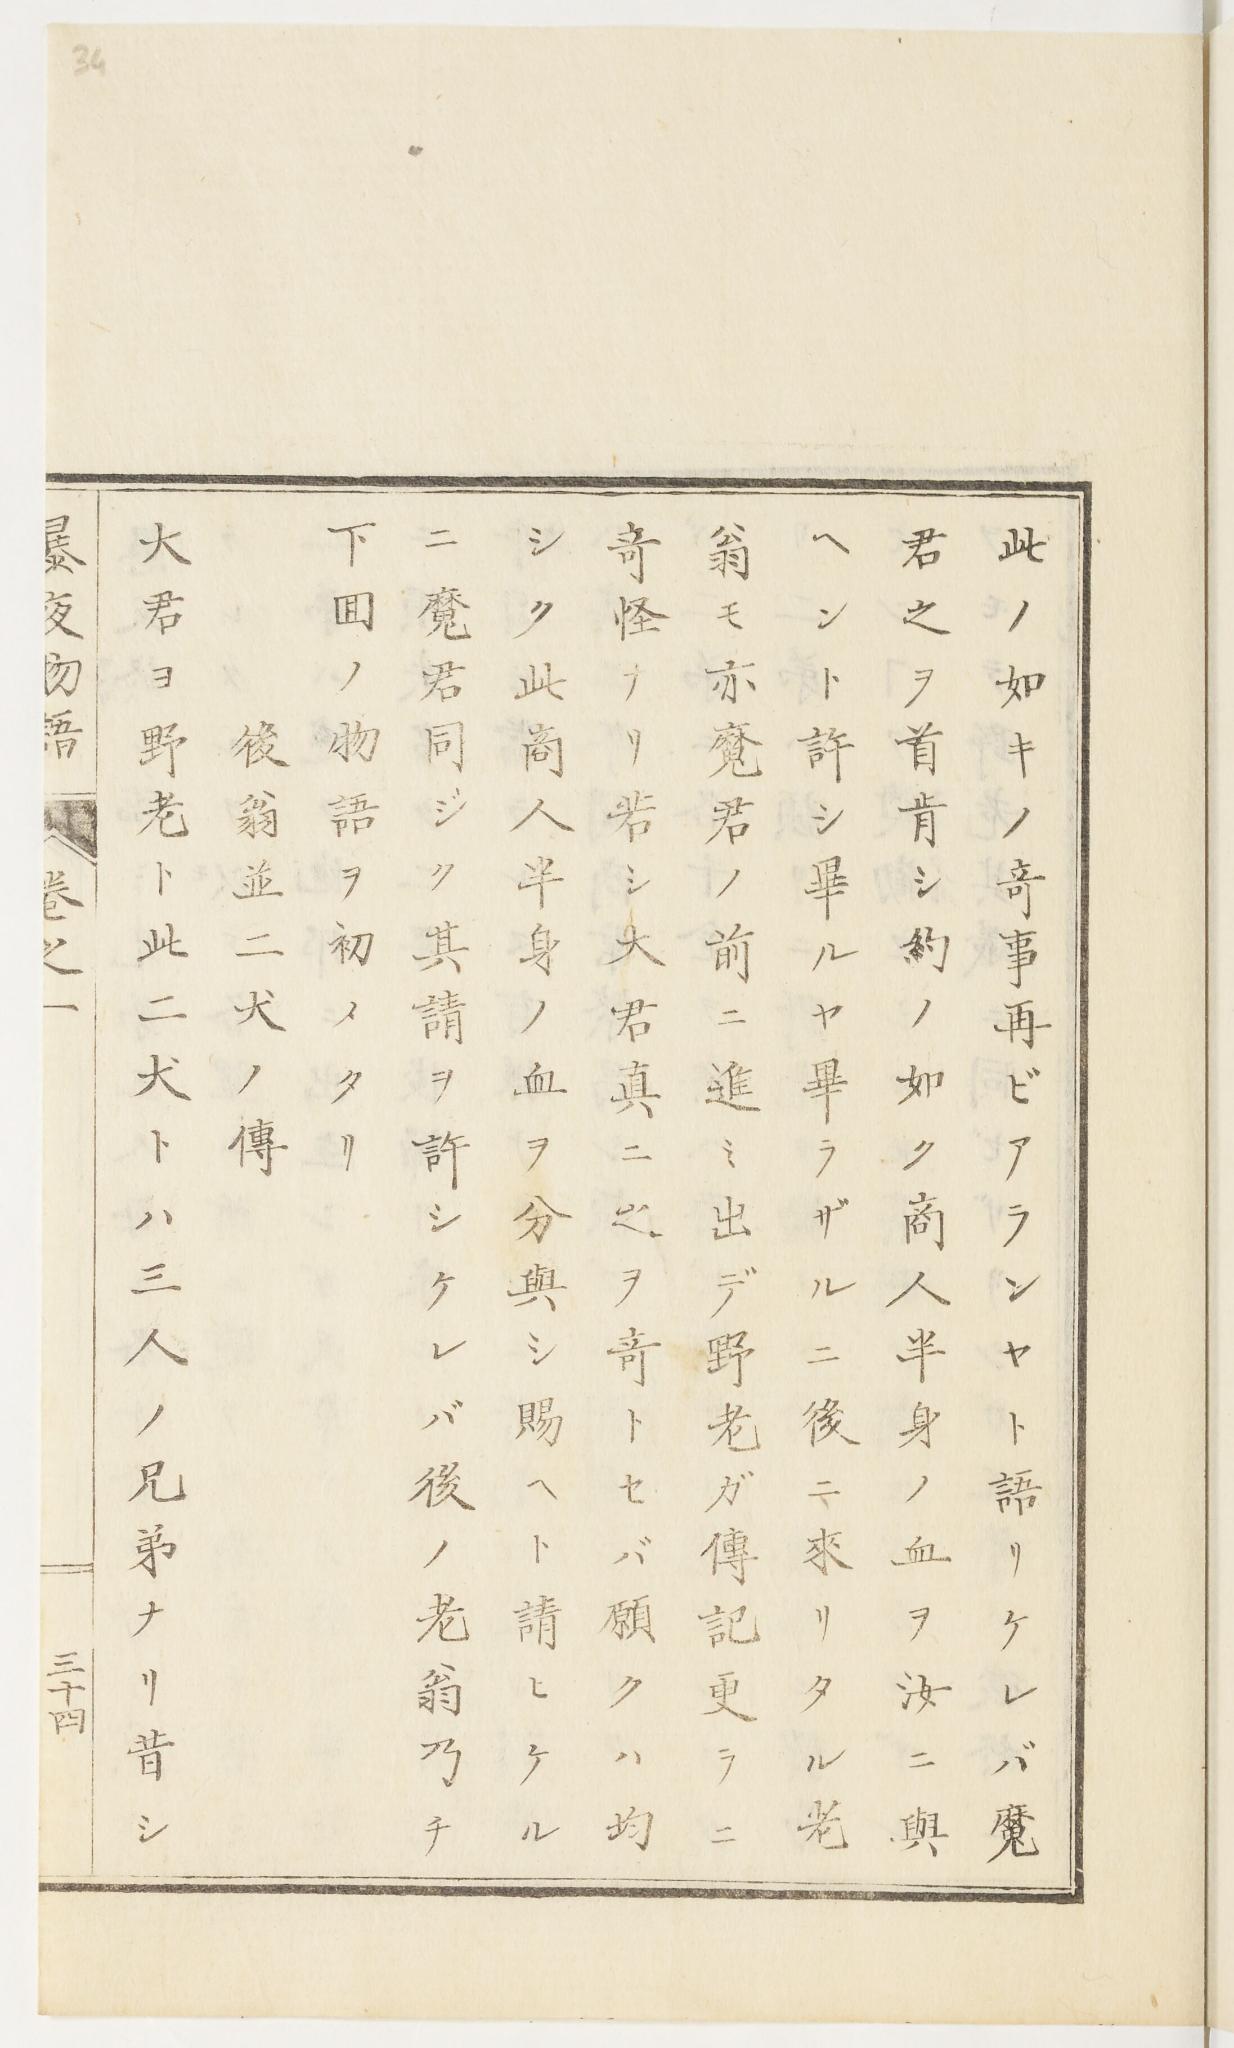 此ノ如キノ竒事再ビアランヤト語リケレバ魔
君之ヲ首肯シ約ノ如ク商人半身ノ血ヲ汝ニ與
ヘント許シ畢ルヤ畢ラザルニ後ニ來リタル老
翁モ亦魔君ノ前ニ進ミ出デ野老ガ傳記更ラニ
竒怪ナリ若シ大君真ニ之ヲ竒トセバ願クハ均
シク此商人半身ノ血ヲ分與シ賜ヘト請ヒケル
ニ魔君同ジク其請ヲ許シケレバ後ノ老翁乃チ
下回ノ物語ヲ初メタリ
後翁並二犬ノ傳
大君ヨ野老ト此二犬トハ三人ノ兄弟ナリ昔シ
暴夜物語 卷之一 三十四
34